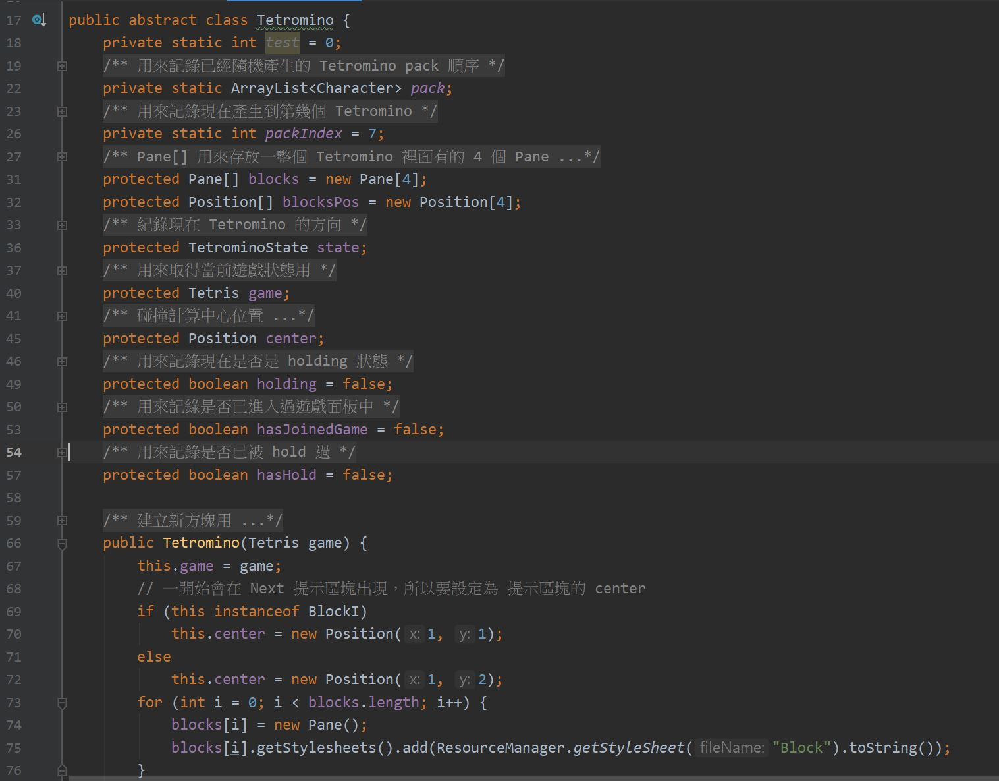 17 public abstract class Tetromino {
18 private static int test = 0;
19 /** 用來記錄已經隨機產生的 Tetromino pack 順序 */
22 private static ArrayList<Character> pack;
23 /** 用來記錄現在產生到第幾個 Tetromino */
26 private static int packIndex = 7;
27 /** Pane[] 用來存放一整個 Tetromino 裡面有的 4 個 Pane ...*/
31 protected Pane[] blocks = new Pane[4];
32 protected Position[] blocksPos = new Position[4];
33 /** 紀錄現在 Tetromino 的方向 */
36 protected TetrominoState state;
37 /** 用來取得當前遊戲狀態用 */
40 protected Tetris game;
41 /** 碰撞計算中心位置 ...*/
45 protected Position center;
46 /** 用來記錄現在是否是 holding 狀態 */
49 protected boolean holding = false;
50 /** 用來記錄是否已進入過遊戲面板中 */
53 protected boolean hasJoinedGame = false;
54 /** 用來記錄是否已被 hold 過 */
57 protected boolean hasHold = false;
58
59 /** 建立新方塊用 ...*/
66 public Tetromino(Tetris game) {
67 this.game = game;
68 // 一開始會在 Next 提示區塊出現，所以要設定為 提示區塊的 center
69 if (this instanceof BlockI)
70 this.center = new Position( x: 1, y: 1);
71 else
72 this.center = new Position( x: 1, y: 2);
73 for (int i = 0; i < blocks.length; i++) {
74 blocks[i] = new Pane();
75 blocks[i].getStylesheets().add(ResourceManager.getStyleSheet( fileName: "Block").toString());
76 }